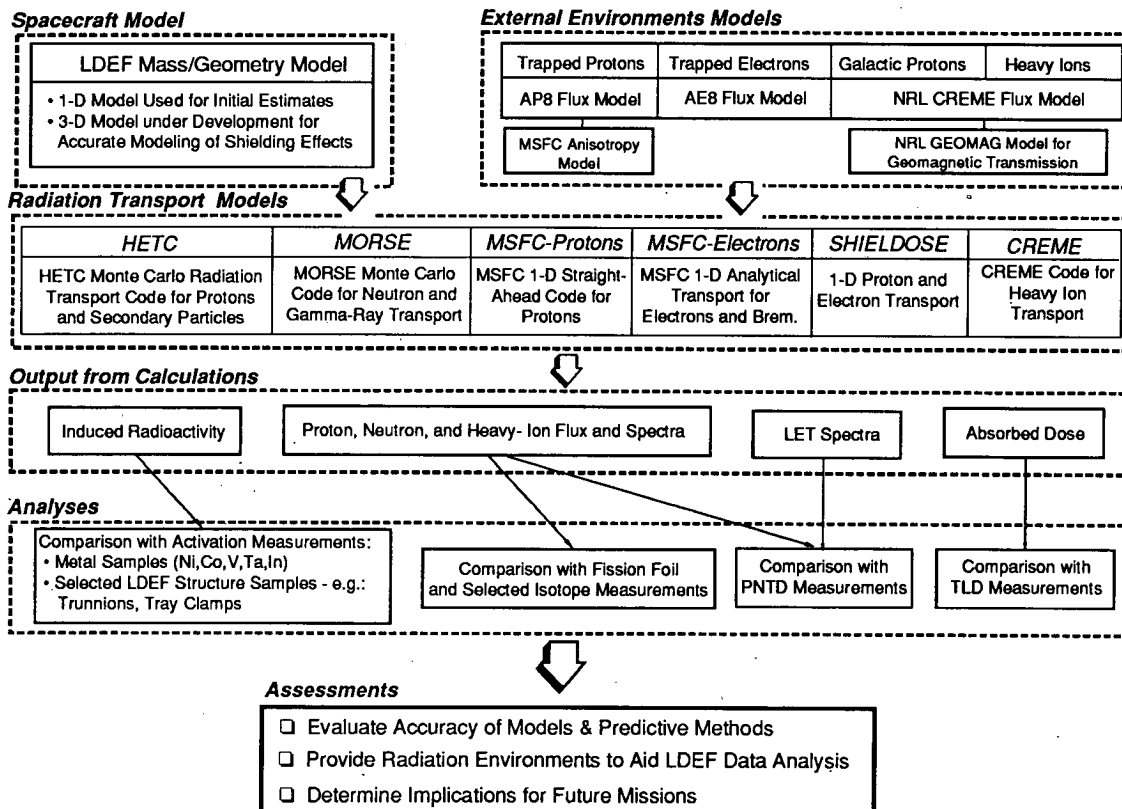 Spacecraft Model
LDEF Mass/Geometry Model
• 1-D Model Used for Initial Estimates
• 3-D Model under Development for
Accurate Modeling of Shielding Effects
External Environments Models
Trapped Protons
Trapped Electrons
Galactic Protons
Heavy Ions
AP8 Flux Model
AE8 Flux Model
NRL CREME Flux Model
MSFC Anisotropy
Model
NRL GEOMAG Model for
Geomagnetic Transmission
Radiation Transport Models
HETC
HETC Monte Carlo Radiation
Transport Code for Protons
and Secondary Particles
MORSE
MORSE Monte Carlo
Code for Neutron and
Gamma-Ray Transport
MSFC-Protons
MSFC 1-D Straight-
Ahead Code for
Protons
MSFC-Electrons
MSFC 1-D Analytical
Transport for
Electrons and Brem.
SHIELDOSE
1-D Proton and
Electron Transport
CREME
CREME Code for
Heavy Ion
Transport
Output from Calculations
Induced Radioactivity
Proton, Neutron, and Heavy- Ion Flux and Spectra
LET Spectra
Absorbed Dose
Analyses
Comparison with Activation Measurements:
• Metal Samples (Ni,Co,V,Ta,In)
• Selected LDEF Structure Samples - e.g.:
Trunnions, Tray Clamps
Comparison with Fission Foil
and Selected Isotope Measurements
Comparison with
PNTD Measurements
Comparison with
TLD Measurements
Assessments
❑ Evaluate Accuracy of Models & Predictive Methods
❑ Provide Radiation Environments to Aid LDEF Data Analysis
❑ Determine Implications for Future Missions